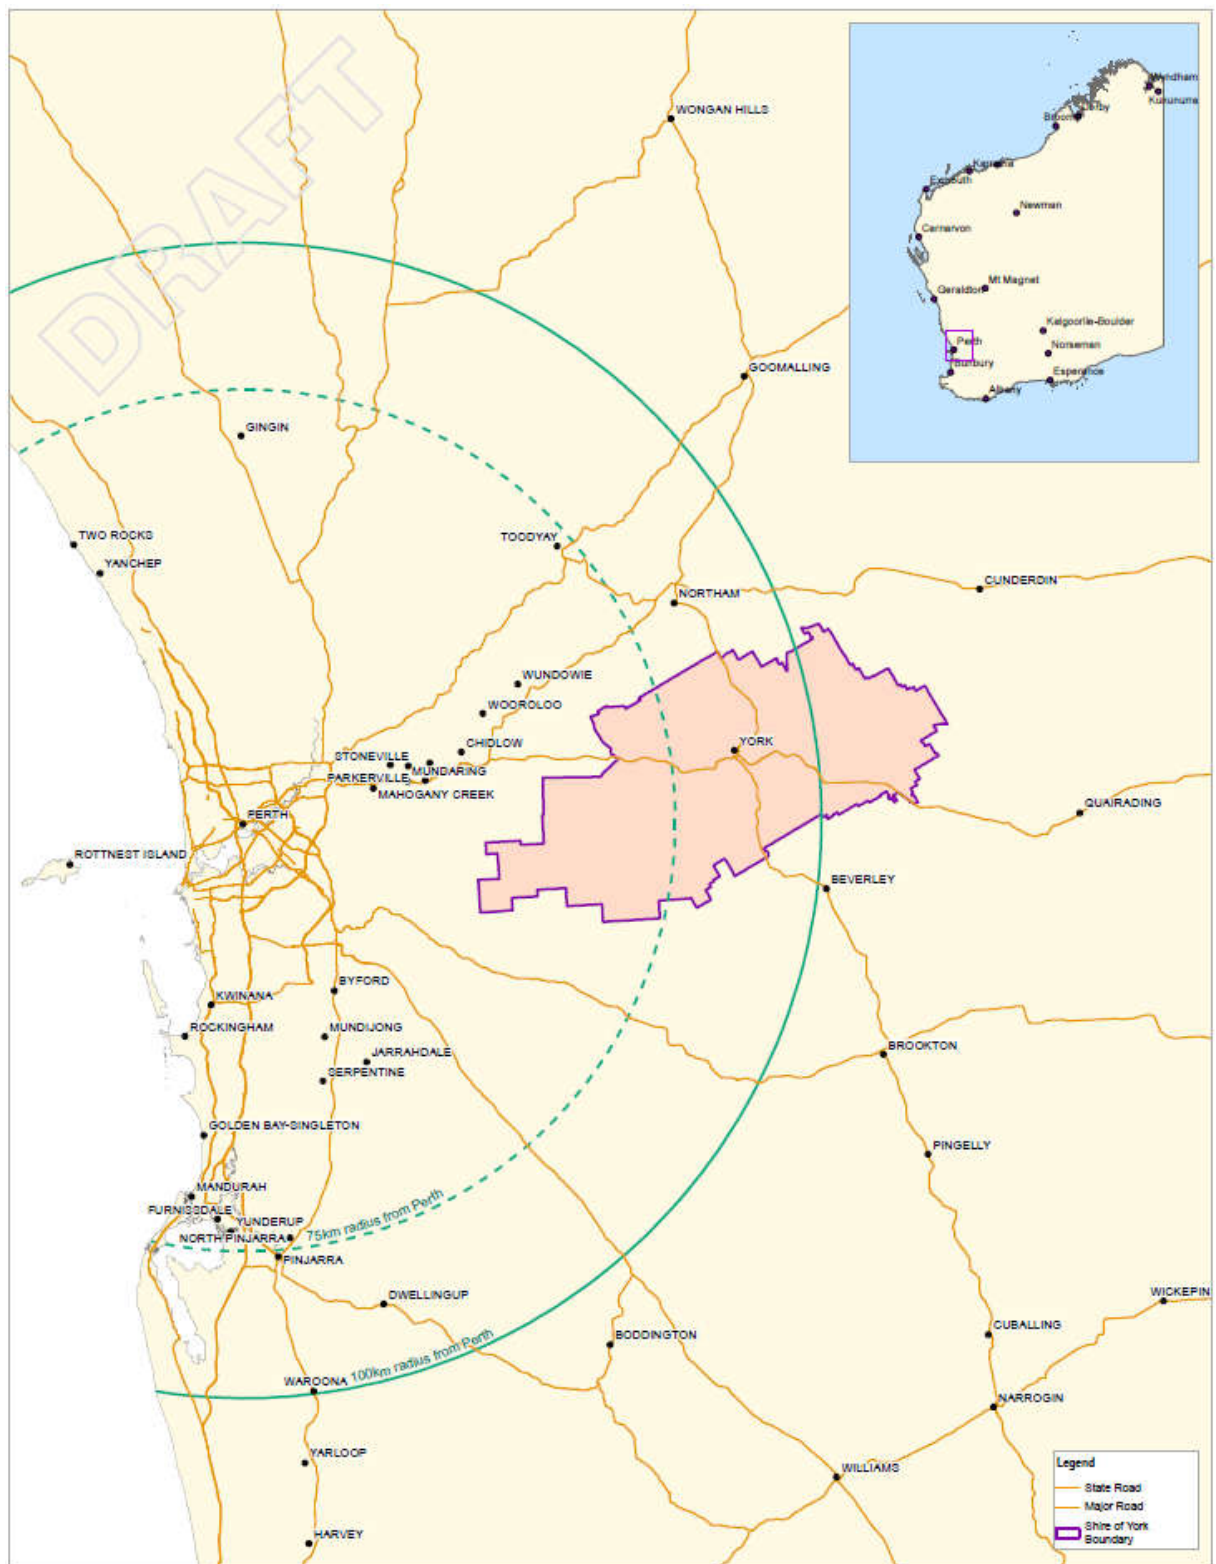 DRAFT
WONGAN HILLS
Wyndham
Kununurra
Derby
Broome
Karratha
Exmouth
Newman
Carnarvon
Mt Magnet
Geraldton
Kalgoorlie-Boulder
Perth
Norseman
Bunbury
Esperance
Albany
GOOMALLING
GINGIN
TWO ROCKS
TOODYAY
YANCHEP
CUNDERDIN
NORTHAM
WUNDOWIE
WOOROLOO
YORK
CHIDLOW
STONEVILLE
MUNDARING
PARKERVILLE
MAHOGANY CREEK
QUAIRADING
PERTH
ROTTNEST ISLAND
BEVERLEY
BYFORD
KWINANA
ROCKINGHAM
MUNDIJONG
BROOKTON
JARRAHDALE
SERPENTINE
GOLDEN BAY-SINGLETON
PINGELLY
MANDURAH
FURNISSDALE
YUNDERUP
75km radius from Perth
NORTH PINJARRA
PINJARRA
DWELLINGUP
WICKEPIN
CUBALLING
BODDINGTON
100km radius from Perth
WAROONA
NARROGIN
YARLOOP
WILLIAMS
HARVEY
Legend
State Road
Major Road
Shire of York
Boundary